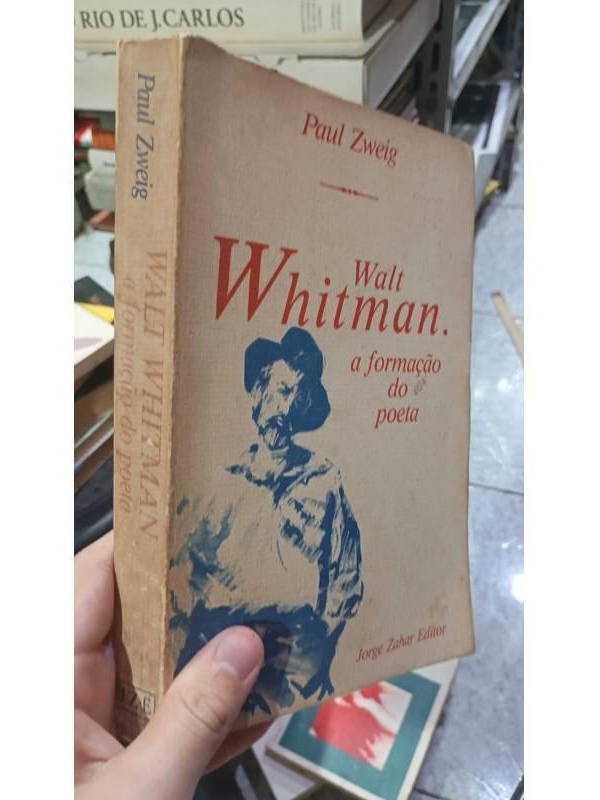 RIO DE J. CARLOS
Paul Zweig
WALT WHITMAN
a formação do poeta
JZE
Paul Zweig
Walt
Whitman.
a formação
do
poeta
Jorge Zahar Editor